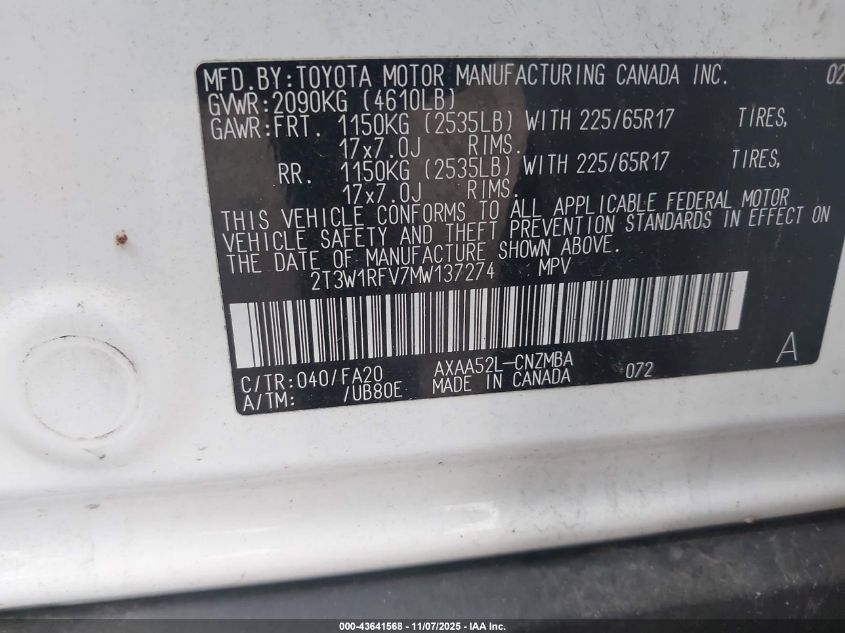 MFD.BY:TOYOTA MOTOR MANUFACTURING CANADA INC. 02
GVWR:2090KG (4610LB)
GAWR:FRT. 1150KG (2535LB) WITH 225/65R17 TIRES,
17x7.0J RIMS.
RR. 1150KG (2535LB) WITH 225/65R17 TIRES,
17x7.0J RIMS.
THIS VEHICLE CONFORMS TO ALL APPLICABLE FEDERAL MOTOR
VEHICLE SAFETY AND THEFT PREVENTION STANDARDS IN EFFECT ON
THE DATE OF MANUFACTURE SHOWN ABOVE.
2T3W1RFV7MW137274 MPV
C/TR:040/FA20 AXAA52L-CNZMBA A
A/TM: /UB80E MADE IN CANADA 072
000-43641568 — 11/07/2025 — IAA Inc.